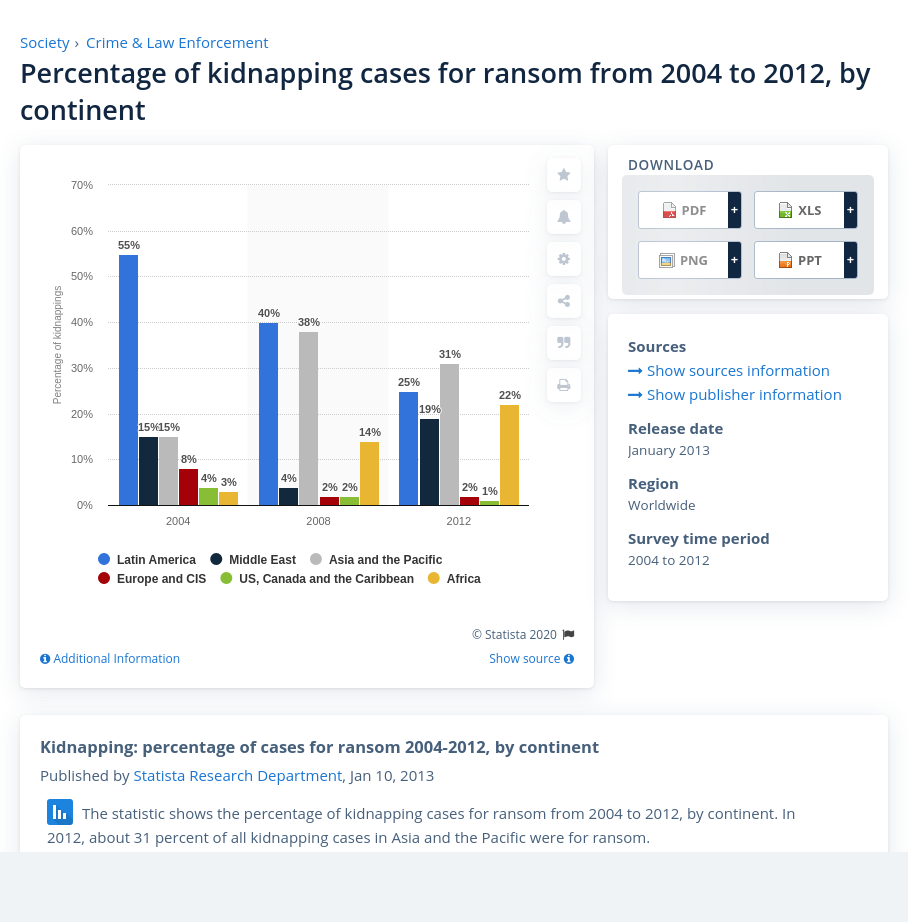 Society › Crime & Law Enforcement
Percentage of kidnapping cases for ransom from 2004 to 2012, by
continent
70%
60%
50%
40%
30%
20%
10%
0%
Percentage of kidnappings
55%
15%
15%
8%
4%
3%
40%
4%
38%
2%
2%
14%
25%
19%
31%
2%
1%
22%
2004
2008
2012
Latin America
Middle East
Asia and the Pacific
Europe and CIS
US, Canada and the Caribbean
Africa
© Statista 2020
Additional Information
Show source
DOWNLOAD
PDF +
XLS +
PNG +
PPT +
Sources
Show sources information
Show publisher information
Release date
January 2013
Region
Worldwide
Survey time period
2004 to 2012
Kidnapping: percentage of cases for ransom 2004-2012, by continent
Published by Statista Research Department, Jan 10, 2013
The statistic shows the percentage of kidnapping cases for ransom from 2004 to 2012, by continent. In
2012, about 31 percent of all kidnapping cases in Asia and the Pacific were for ransom.